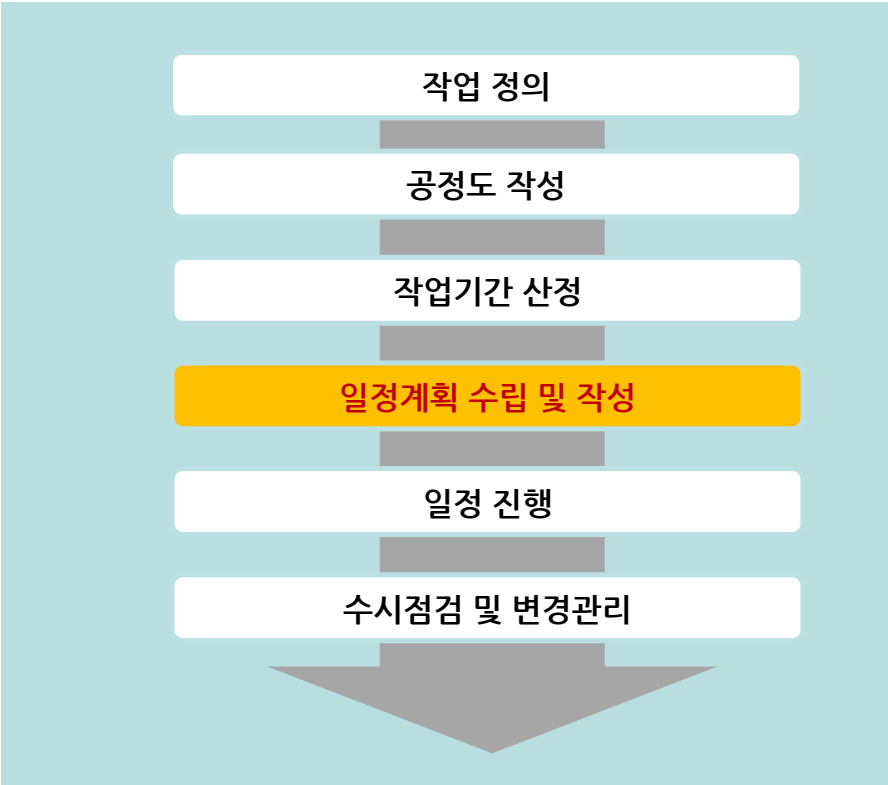 작업 정의
공정도 작성
작업기간 산정
일정계획 수립 및 작성
일정 진행
수시점검 및 변경관리